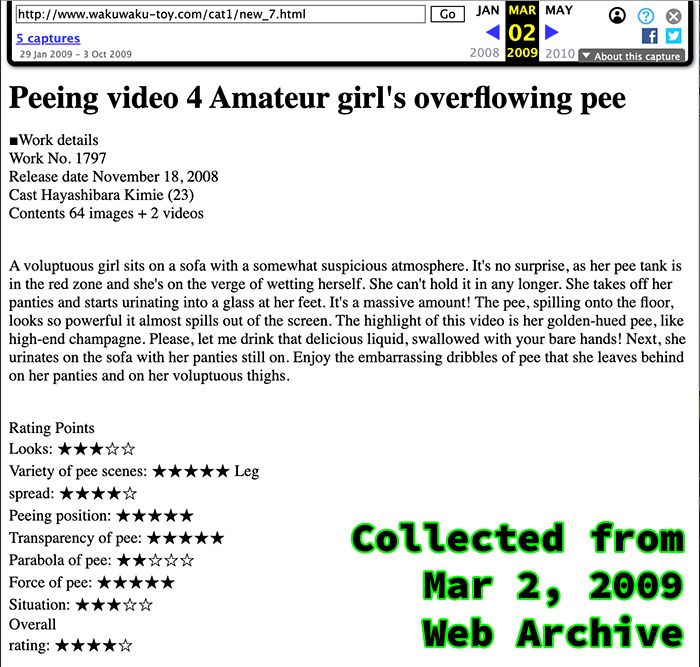 http://www.wakuwaku-toy.com/cat1/new_7.html Go JAN MAR MAY
5 captures 02
29 Jan 2009 – 3 Oct 2009 2008 2009 2010 About this capture
Peeing video 4 Amateur girl's overflowing pee
■Work details
Work No. 1797
Release date November 18, 2008
Cast Hayashibara Kimie (23)
Contents 64 images + 2 videos
A voluptuous girl sits on a sofa with a somewhat suspicious atmosphere. It's no surprise, as her pee tank is
in the red zone and she's on the verge of wetting herself. She can't hold it in any longer. She takes off her
panties and starts urinating into a glass at her feet. It's a massive amount! The pee, spilling onto the floor,
looks so powerful it almost spills out of the screen. The highlight of this video is her golden-hued pee, like
high-end champagne. Please, let me drink that delicious liquid, swallowed with your bare hands! Next, she
urinates on the sofa with her panties still on. Enjoy the embarrassing dribbles of pee that she leaves behind
on her panties and on her voluptuous thighs.
Rating Points
Looks: ★★★☆☆
Variety of pee scenes: ★★★★★ Leg
spread: ★★★★☆
Peeing position: ★★★★★
Transparency of pee: ★★★★★
Parabola of pee: ★★☆☆☆
Force of pee: ★★★★★
Situation: ★★★☆☆
Overall
rating: ★★★★☆
Collected from
Mar 2, 2009
Web Archive